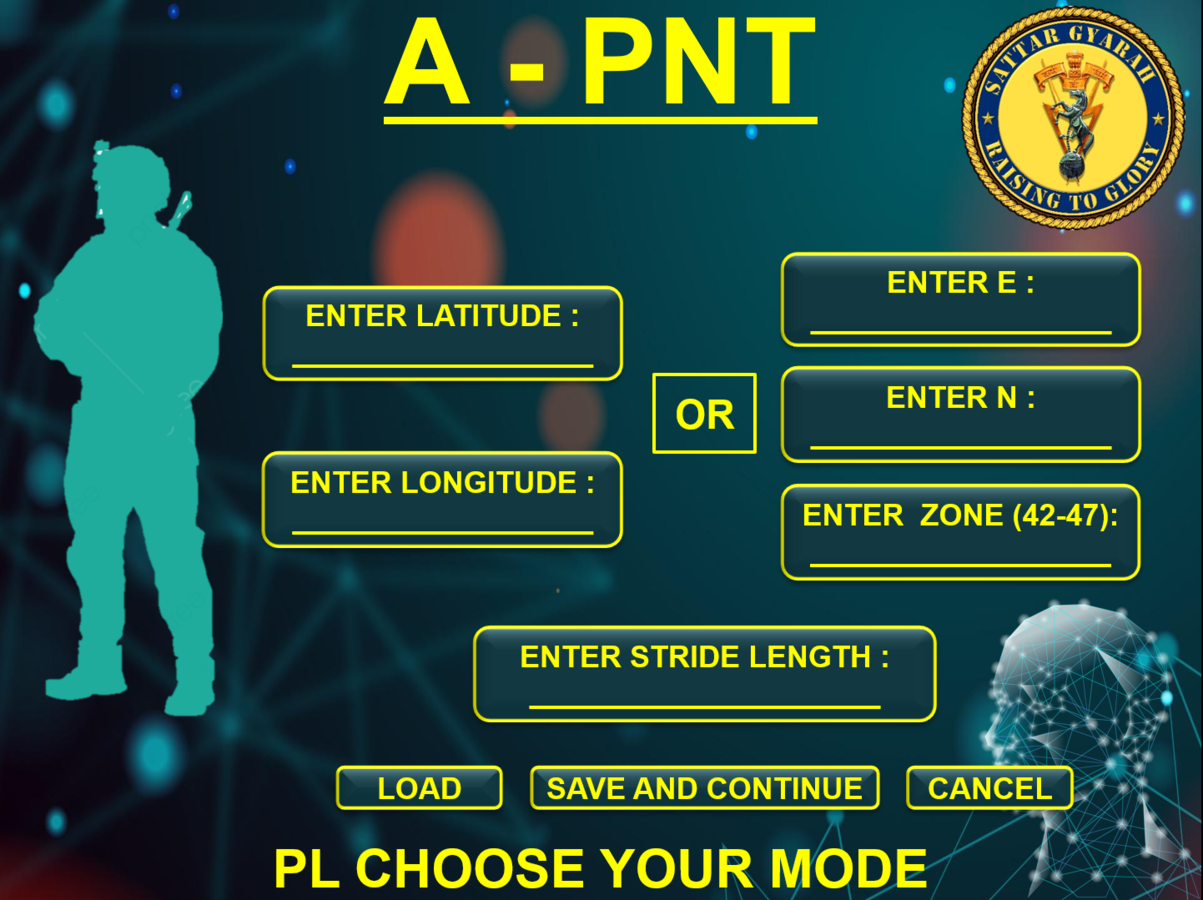 A - PNT
SATTAR GYARAH
RAISING TO GLORY
ENTER LATITUDE :
ENTER LONGITUDE :
OR
ENTER E :
ENTER N :
ENTER ZONE (42-47):
ENTER STRIDE LENGTH :
LOAD
SAVE AND CONTINUE
CANCEL
PL CHOOSE YOUR MODE